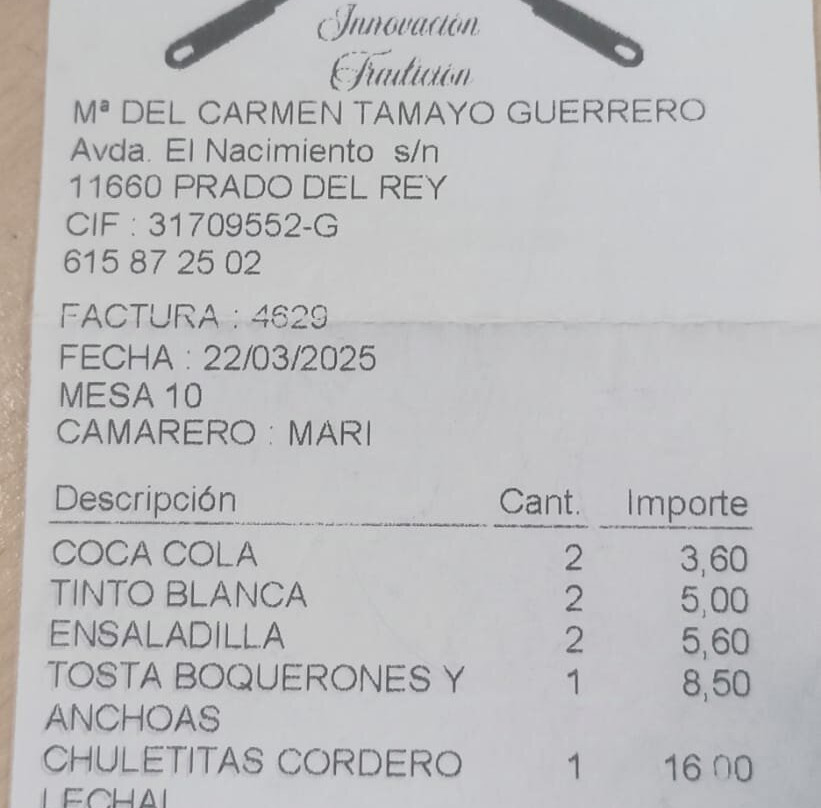 Innovación
Tradición
Mª DEL CARMEN TAMAYO GUERRERO
Avda. El Nacimiento s/n
11660 PRADO DEL REY
CIF : 31709552-G
615 87 25 02
FACTURA : 4629
FECHA : 22/03/2025
MESA 10
CAMARERO : MARI
Descripción Cant. Importe
COCA COLA 2 3,60
TINTO BLANCA 2 5,00
ENSALADILLA 2 5,60
TOSTA BOQUERONES Y 1 8,50
ANCHOAS
CHULETITAS CORDERO 1 16 00
LECHAL